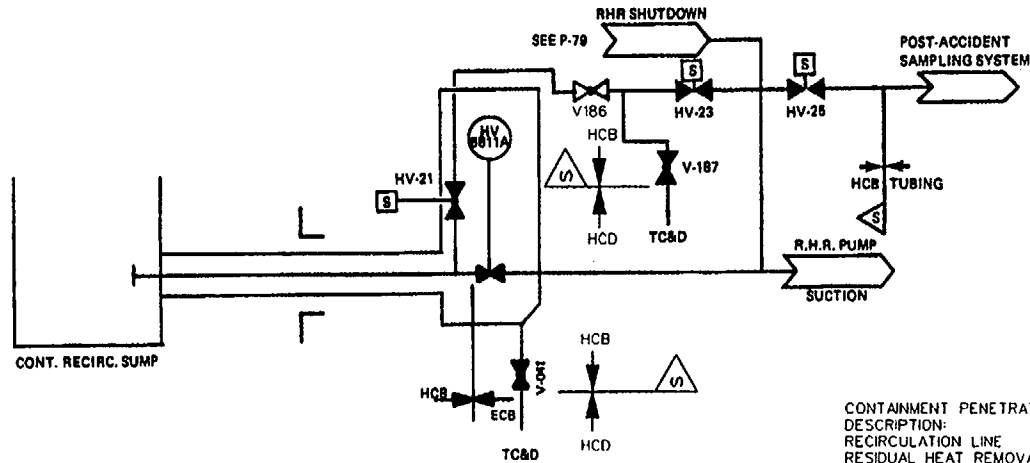 RHR SHUTDOWN
SEE P-79
POST-ACCIDENT
SAMPLING SYSTEM
S
S
V186
HV-23
HV-25
HV
8811A
HCB
S
V-187
HV-21
S
HCB TUBING
S
HCD
TC&D
R.H.R. PUMP
SUCTION
CONT. RECIRC. SUMP
HCB
S
V-041
HCB
ECB
HCD
TC&D
CONTAINMENT PENETRA
DESCRIPTION:
RECIRCULATION LINE
RESIDUAL HEAT REMOVA